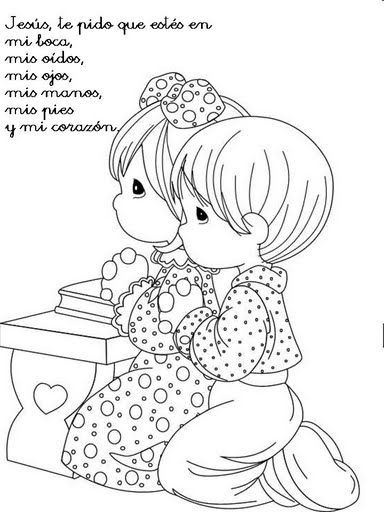 Jesús, te pido que estés en
mi boca,
mis oídos,
mis ojos,
mis manos,
mis pies
y mi corazón.